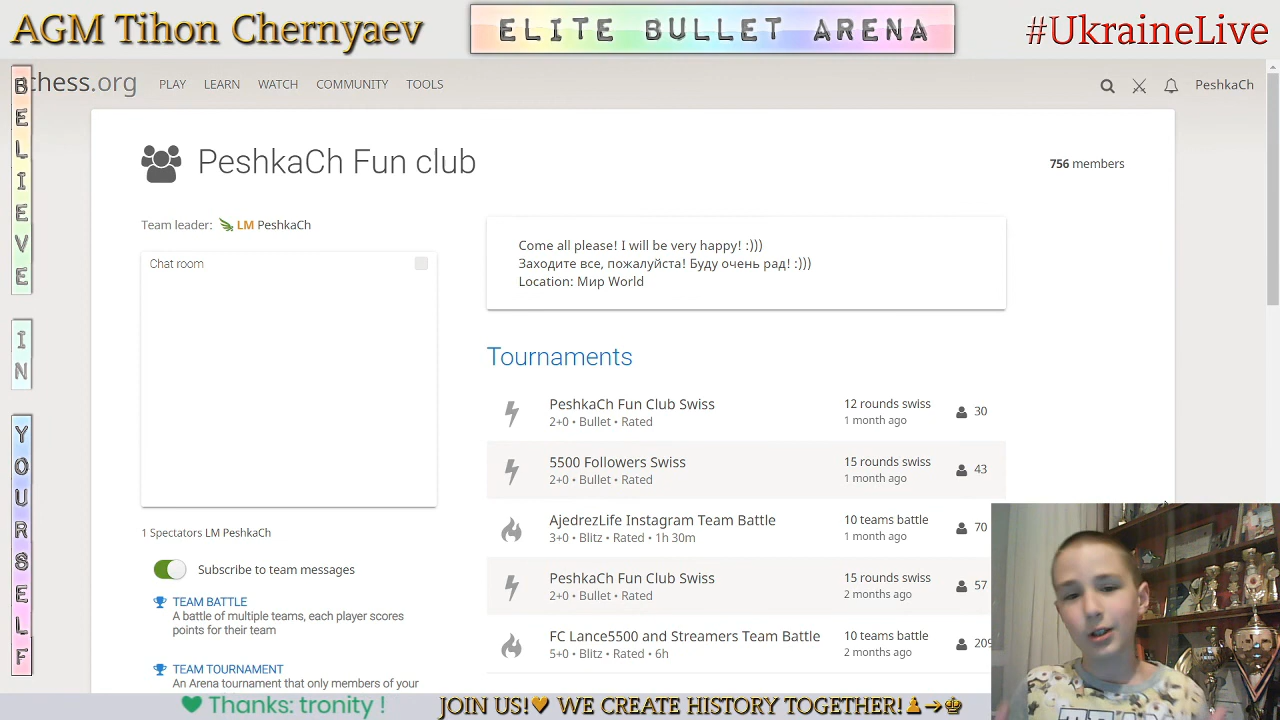 AGM Tihon Chernyaev
ELITE BULLET ARENA
#UkraineLive
chess.org
PLAY
LEARN
WATCH
COMMUNITY
TOOLS
PeshkaCh
BELIEVE
IN
YOURSELF
PeshkaCh Fun club
756 members
Team leader: LM PeshkaCh
Chat room
Come all please! I will be very happy! :)))
Заходите все, пожалуйста! Буду очень рад! :)))
Location: Мир World
Tournaments
PeshkaCh Fun Club Swiss
2+0 • Bullet • Rated
12 rounds swiss
1 month ago
30
5500 Followers Swiss
2+0 • Bullet • Rated
15 rounds swiss
1 month ago
43
AjedrezLife Instagram Team Battle
3+0 • Blitz • Rated • 1h 30m
10 teams battle
1 month ago
70
PeshkaCh Fun Club Swiss
2+0 • Bullet • Rated
15 rounds swiss
2 months ago
57
FC Lance5500 and Streamers Team Battle
5+0 • Blitz • Rated • 6h
10 teams battle
2 months ago
209
1 Spectators LM PeshkaCh
Subscribe to team messages
TEAM BATTLE
A battle of multiple teams, each player scores
points for their team
TEAM TOURNAMENT
An Arena tournament that only members of your
Thanks: tronity !
JOIN US!🧡 WE CREATE HISTORY TOGETHER!♟→♚